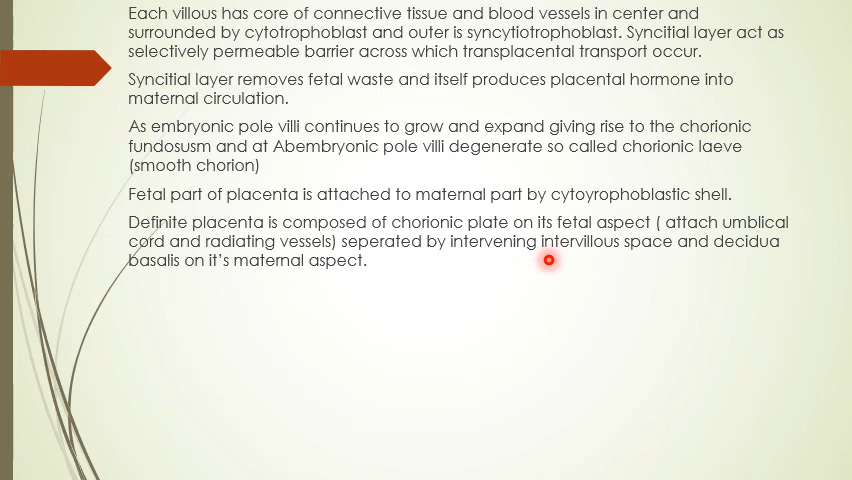 Each villous has core of connective tissue and blood vessels in center and
surrounded by cytotrophoblast and outer is syncytiotrophoblast. Syncitial layer act as
selectively permeable barrier across which transplacental transport occur.
Syncitial layer removes fetal waste and itself produces placental hormone into
maternal circulation.
As embryonic pole villi continues to grow and expand giving rise to the chorionic
fundosusm and at Abembryonic pole villi degenerate so called chorionic laeve
(smooth chorion)
Fetal part of placenta is attached to maternal part by cytoyrophoblastic shell.
Definite placenta is composed of chorionic plate on its fetal aspect ( attach umblical
cord and radiating vessels) seperated by intervening intervillous space and decidua
basalis on it’s maternal aspect.